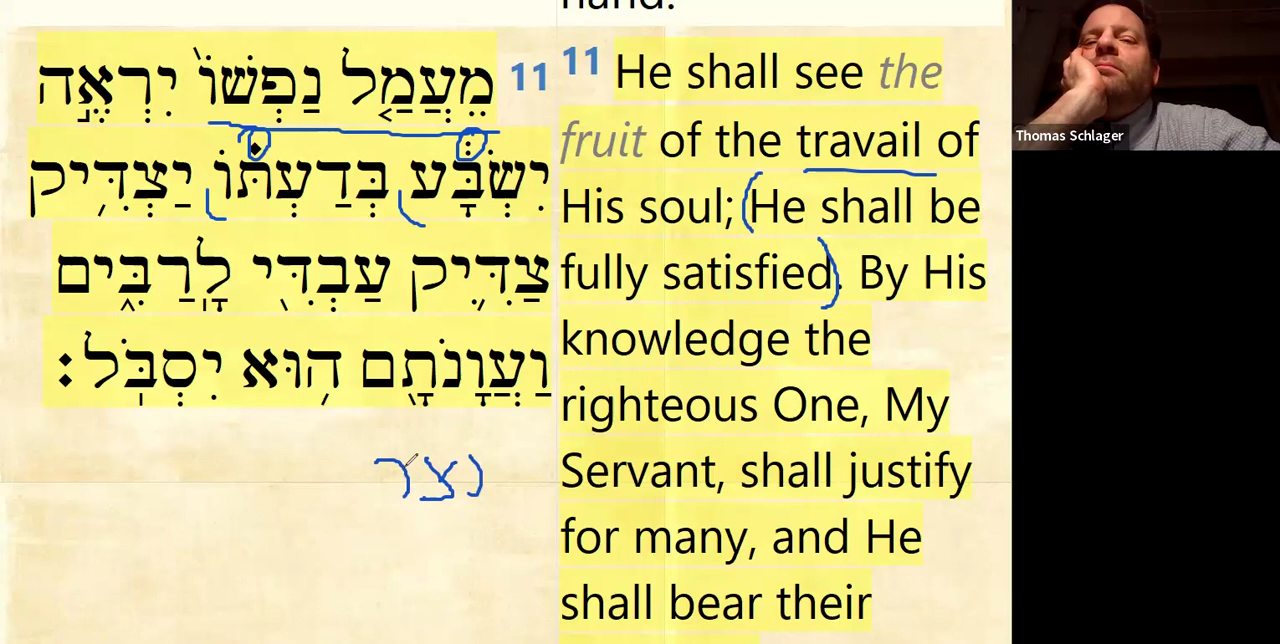 hand.
מֵעֲמַ֤ל נַפְשׁוֹ֙ יִרְאֶ֣ה 11
יִשְׂבָּ֔ע בְּדַעְתּ֗וֹ יַצְדִּ֥יק
צַדִּ֛יק עַבְדִּ֖י לָֽרַבִּ֑ים
וַעֲוֺנֹתָ֖ם ה֥וּא יִסְבֹּֽל׃
נצר
11 He shall see the
fruit of the travail of
His soul; (He shall be
fully satisfied). By His
knowledge the
righteous One, My
Servant, shall justify
for many, and He
shall bear their
Thomas Schlager